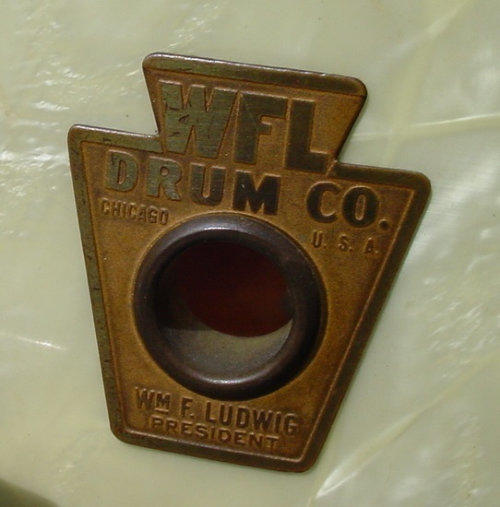 WFL
DRUM CO.
CHICAGO
U. S. A.
WM F. LUDWIG
PRESIDENT